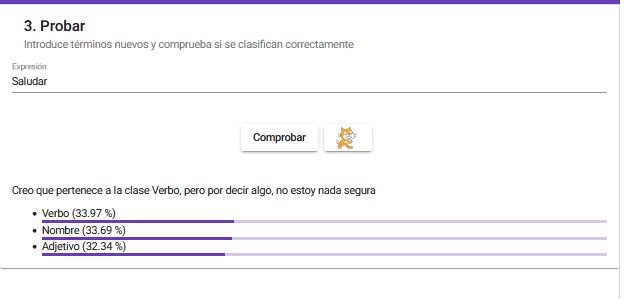 3. Probar
Introduce términos nuevos y comprueba si se clasifican correctamente
Expresión
Saludar
Comprobar
Creo que pertenece a la clase Verbo, pero por decir algo, no estoy nada segura
Verbo (33.97 %)
Nombre (33.69 %)
Adjetivo (32.34 %)